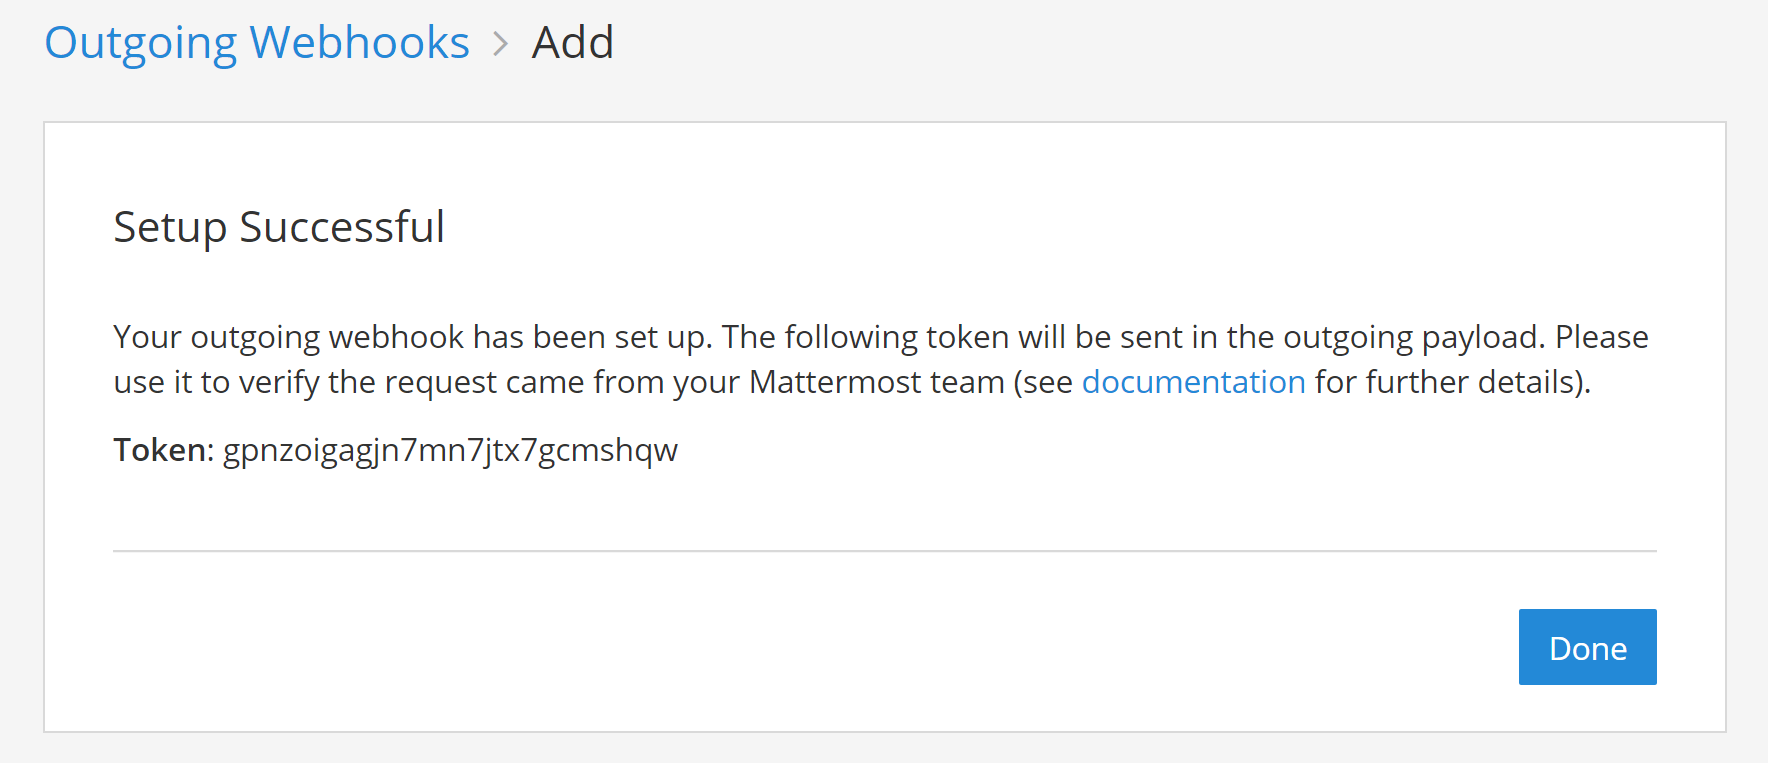 Outgoing Webhooks > Add
Setup Successful
Your outgoing webhook has been set up. The following token will be sent in the outgoing payload. Please
use it to verify the request came from your Mattermost team (see documentation for further details).
Token: gpnzoigagjn7mn7jtx7gcmshqw
Done